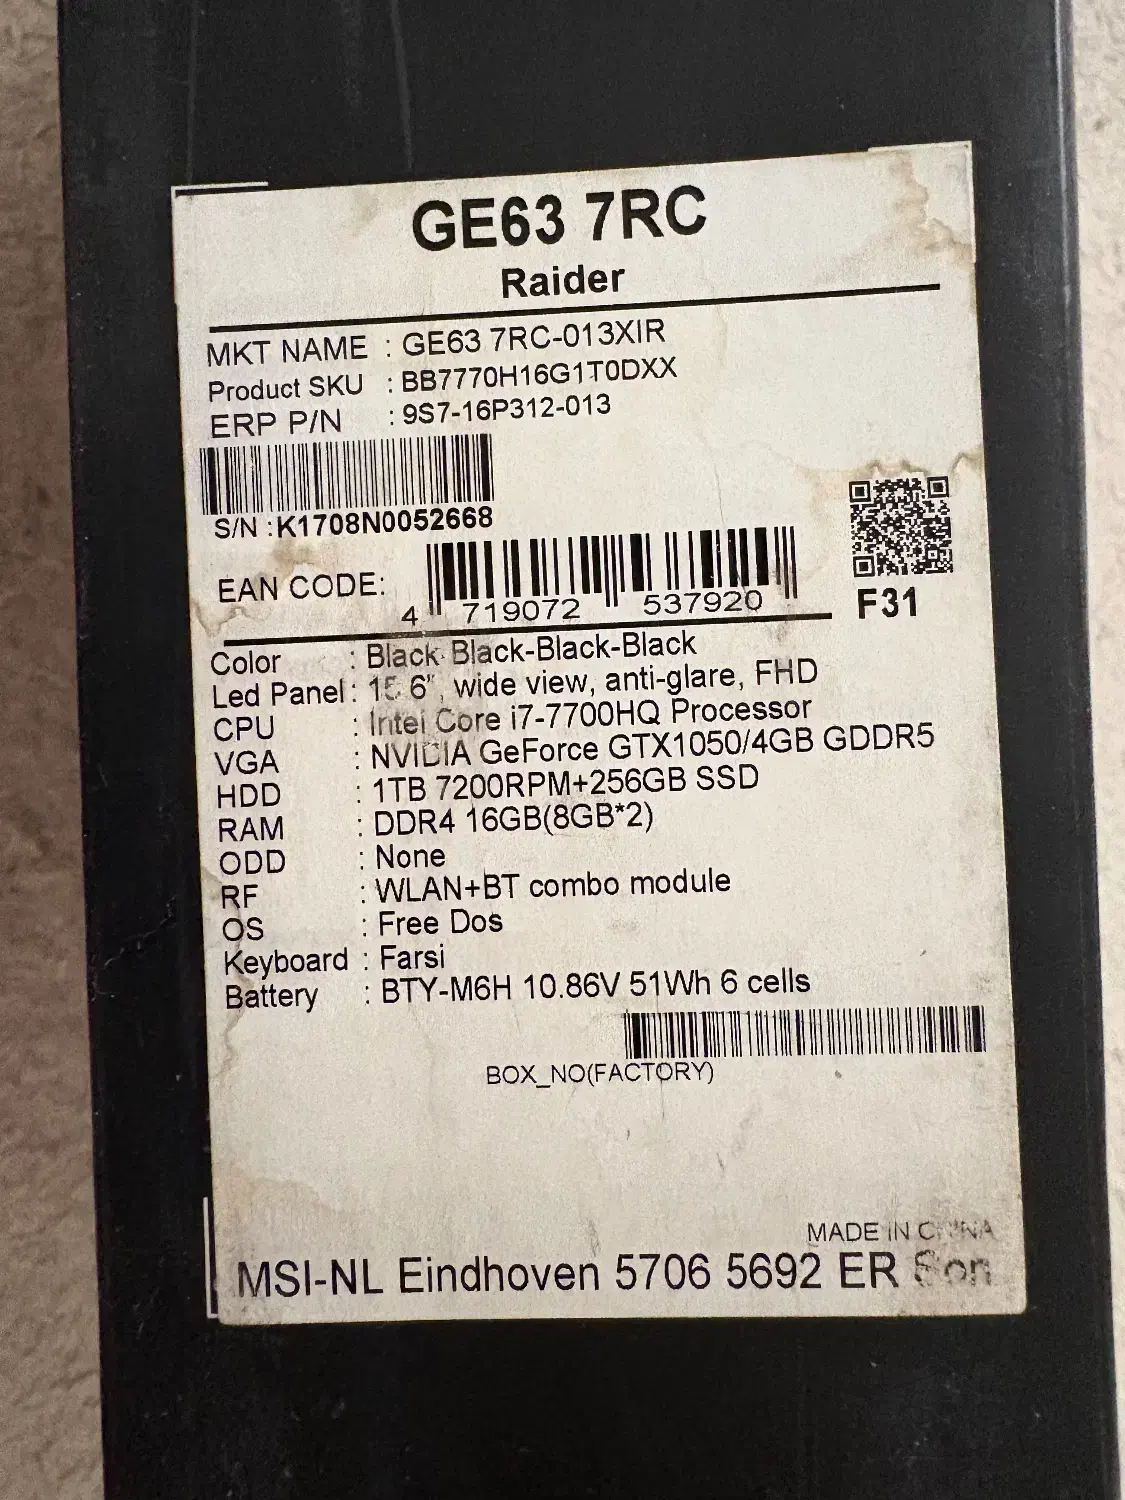 GE63 7RC
Raider
MKT NAME : GE63 7RC-013XIR
Product SKU : BB7770H16G1T0DXX
ERP P/N : 9S7-16P312-013
S/N :K1708N0052668
EAN CODE:
4 719072 537920
F31
Color : Black Black-Black-Black
Led Panel: 15.6", wide view, anti-glare, FHD
CPU : Intel Core i7-7700HQ Processor
VGA : NVIDIA GeForce GTX1050/4GB GDDR5
HDD : 1TB 7200RPM+256GB SSD
RAM : DDR4 16GB(8GB*2)
ODD : None
RF : WLAN+BT combo module
OS : Free Dos
Keyboard : Farsi
Battery : BTY-M6H 10.86V 51Wh 6 cells
BOX_NO(FACTORY)
MADE IN CHINA
MSI-NL Eindhoven 5706 5692 ER Son